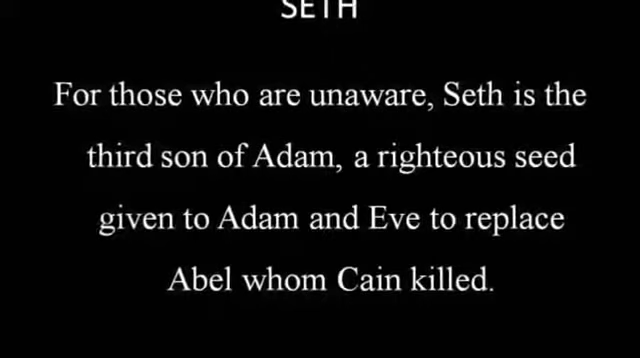 SETH
For those who are unaware, Seth is the
third son of Adam, a righteous seed
given to Adam and Eve to replace
Abel whom Cain killed.